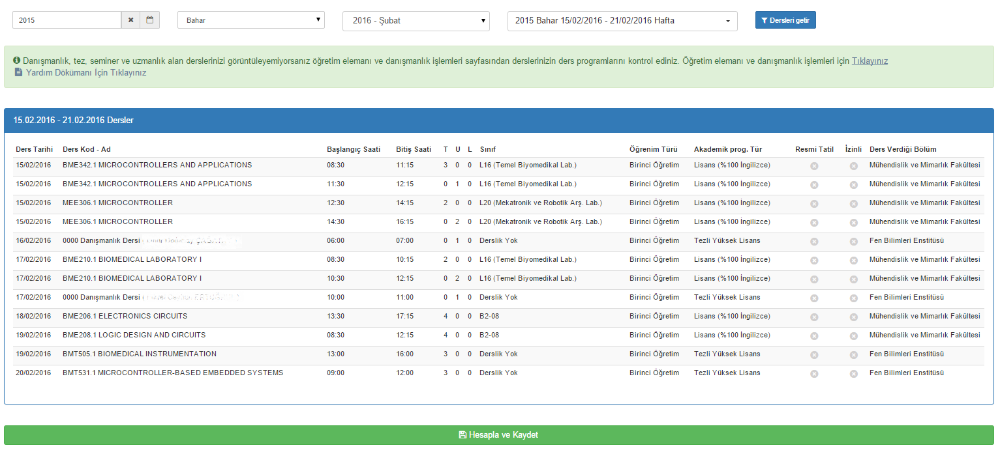 2015 Bahar 2016 - Şubat 2015 Bahar 15/02/2016 - 21/02/2016 Hafta Dersleri getir
Danışmanlık, tez, seminer ve uzmanlık alan derslerinizi görüntüleyemiyorsanız öğretim elemanı ve danışmanlık işlemleri sayfasından derslerinizin ders programlarını kontrol ediniz. Öğretim elemanı ve danışmanlık işlemleri için Tıklayınız
Yardım Dökümanı İçin Tıklayınız
15.02.2016 - 21.02.2016 Dersler
Ders Tarihi Ders Kod - Ad Başlangıç Saati Bitiş Saati T U L Sınıf Öğrenim Türü Akademik prog. Tür Resmi Tatil İzinli Ders Verdiği Bölüm
15/02/2016 BME342.1 MICROCONTROLLERS AND APPLICATIONS 08:30 11:15 3 0 0 L16 (Temel Biyomedikal Lab.) Birinci Öğretim Lisans (%100 İngilizce) Mühendislik ve Mimarlık Fakültesi
15/02/2016 BME342.1 MICROCONTROLLERS AND APPLICATIONS 11:30 12:15 0 1 0 L16 (Temel Biyomedikal Lab.) Birinci Öğretim Lisans (%100 İngilizce) Mühendislik ve Mimarlık Fakültesi
15/02/2016 MEE306.1 MICROCONTROLLER 12:30 14:15 2 0 0 L20 (Mekatronik ve Robotik Arş. Lab.) Birinci Öğretim Lisans (%100 İngilizce) Mühendislik ve Mimarlık Fakültesi
15/02/2016 MEE306.1 MICROCONTROLLER 14:30 16:15 0 2 0 L20 (Mekatronik ve Robotik Arş. Lab.) Birinci Öğretim Lisans (%100 İngilizce) Mühendislik ve Mimarlık Fakültesi
16/02/2016 0000 Danışmanlık Dersi 06:00 07:00 0 1 0 Derslik Yok Birinci Öğretim Tezli Yüksek Lisans Fen Bilimleri Enstitüsü
17/02/2016 BME210.1 BIOMEDICAL LABORATORY I 08:30 10:15 2 0 0 L16 (Temel Biyomedikal Lab.) Birinci Öğretim Lisans (%100 İngilizce) Mühendislik ve Mimarlık Fakültesi
17/02/2016 BME210.1 BIOMEDICAL LABORATORY I 10:30 12:15 0 2 0 L16 (Temel Biyomedikal Lab.) Birinci Öğretim Lisans (%100 İngilizce) Mühendislik ve Mimarlık Fakültesi
17/02/2016 0000 Danışmanlık Dersi 10:00 11:00 0 1 0 Derslik Yok Birinci Öğretim Tezli Yüksek Lisans Fen Bilimleri Enstitüsü
18/02/2016 BME206.1 ELECTRONICS CIRCUITS 13:30 17:15 4 0 0 B2-08 Birinci Öğretim Lisans (%100 İngilizce) Mühendislik ve Mimarlık Fakültesi
19/02/2016 BME208.1 LOGIC DESIGN AND CIRCUITS 08:30 12:15 4 0 0 B2-08 Birinci Öğretim Lisans (%100 İngilizce) Mühendislik ve Mimarlık Fakültesi
19/02/2016 BMT505.1 BIOMEDICAL INSTRUMENTATION 13:00 16:00 3 0 0 Derslik Yok Birinci Öğretim Tezli Yüksek Lisans Fen Bilimleri Enstitüsü
20/02/2016 BMT531.1 MICROCONTROLLER-BASED EMBEDDED SYSTEMS 09:00 12:00 3 0 0 Derslik Yok Birinci Öğretim Tezli Yüksek Lisans Fen Bilimleri Enstitüsü
Hesapla ve Kaydet